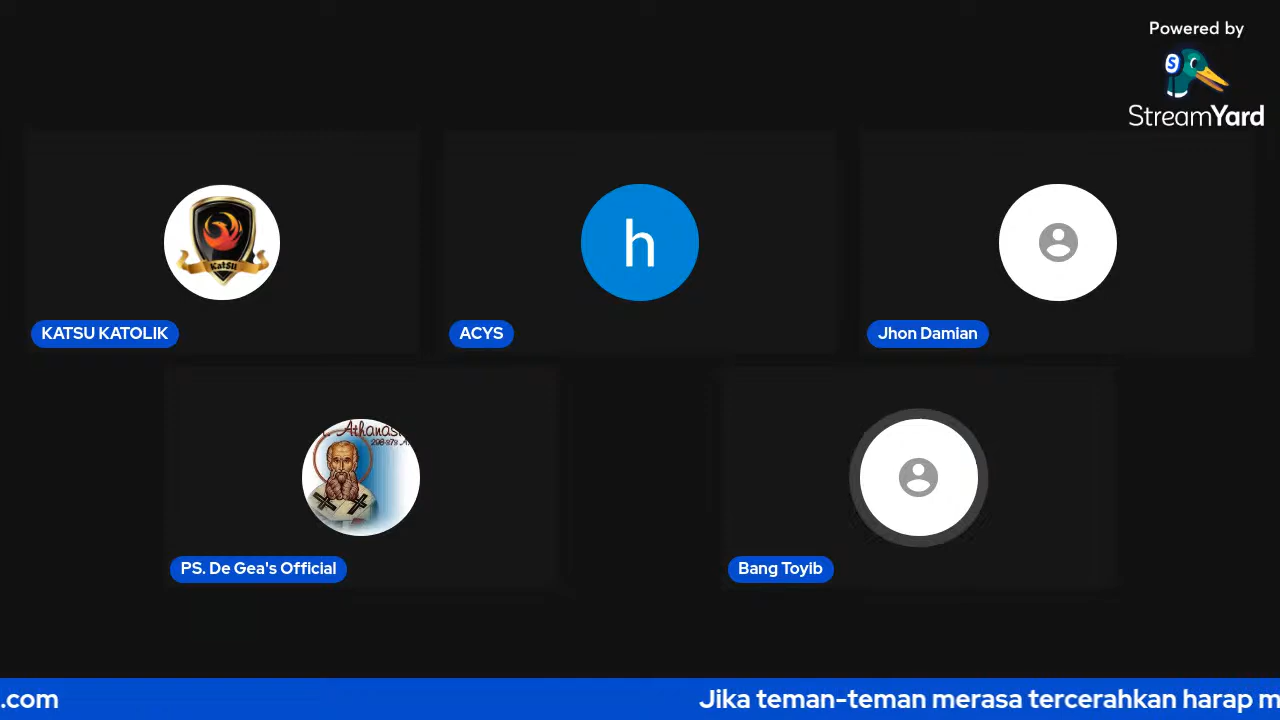 Powered by
S
StreamYard
KatSU
h
KATSU KATOLIK
ACYS
Jhon Damian
PS. De Gea's Official
Bang Toyib
.com
Jika teman-teman merasa tercerahkan harap m